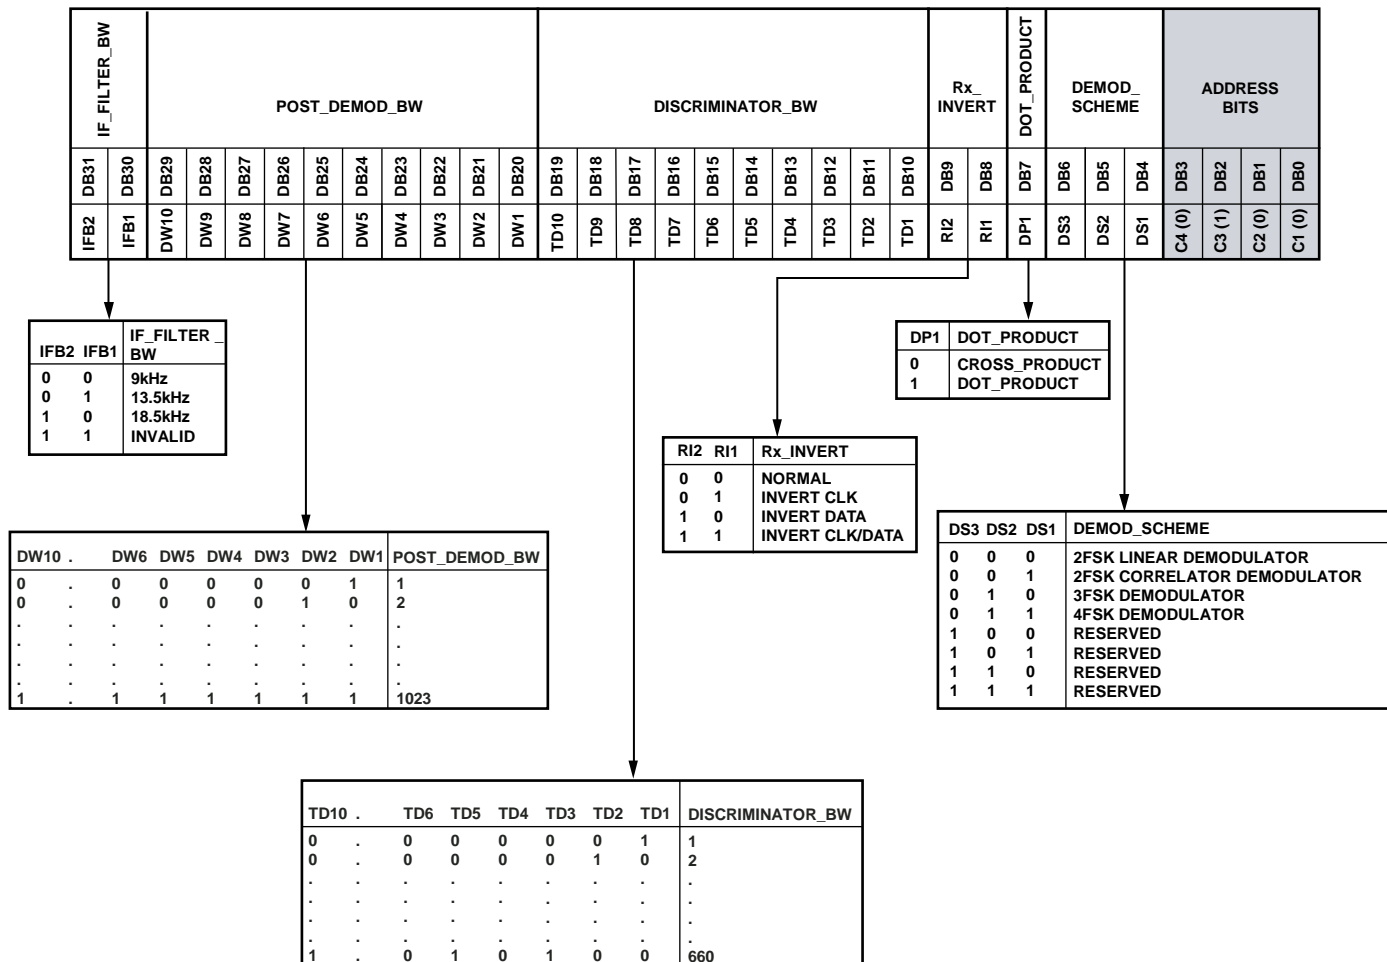 IF_FILTER_BW POST_DEMOD_BW DISCRIMINATOR_BW Rx_INVERT DOT_PRODUCT DEMOD_SCHEME ADDRESS BITS
DB31 DB30 DB29 DB28 DB27 DB26 DB25 DB24 DB23 DB22 DB21 DB20 DB19 DB18 DB17 DB16 DB15 DB14 DB13 DB12 DB11 DB10 DB9 DB8 DB7 DB6 DB5 DB4 DB3 DB2 DB1 DB0
IFB2 IFB1 DW10 DW9 DW8 DW7 DW6 DW5 DW4 DW3 DW2 DW1 TD10 TD9 TD8 TD7 TD6 TD5 TD4 TD3 TD2 TD1 RI2 RI1 DP1 DS3 DS2 DS1 C4 (0) C3 (1) C2 (0) C1 (0)
IFB2 IFB1 IF_FILTER _
BW
0 0 9kHz
0 1 13.5kHz
1 0 18.5kHz
1 1 INVALID
DP1 DOT_PRODUCT
0 CROSS_PRODUCT
1 DOT_PRODUCT
RI2 RI1 Rx_INVERT
0 0 NORMAL
0 1 INVERT CLK
1 0 INVERT DATA
1 1 INVERT CLK/DATA
DW10 . DW6 DW5 DW4 DW3 DW2 DW1 POST_DEMOD_BW
0 . 0 0 0 0 0 1 1
0 . 0 0 0 0 1 0 2
. . . . . . . . .
. . . . . . . . .
. . . . . . . . .
. . . . . . . . .
1 . 1 1 1 1 1 1 1023
DS3 DS2 DS1 DEMOD_SCHEME
0 0 0 2FSK LINEAR DEMODULATOR
0 0 1 2FSK CORRELATOR DEMODULATOR
0 1 0 3FSK DEMODULATOR
0 1 1 4FSK DEMODULATOR
1 0 0 RESERVED
1 0 1 RESERVED
1 1 0 RESERVED
1 1 1 RESERVED
TD10 . TD6 TD5 TD4 TD3 TD2 TD1 DISCRIMINATOR_BW
0 . 0 0 0 0 0 1 1
0 . 0 0 0 0 1 0 2
. . . . . . . . .
. . . . . . . . .
. . . . . . . . .
. . . . . . . . .
1 . 0 1 0 1 0 0 660